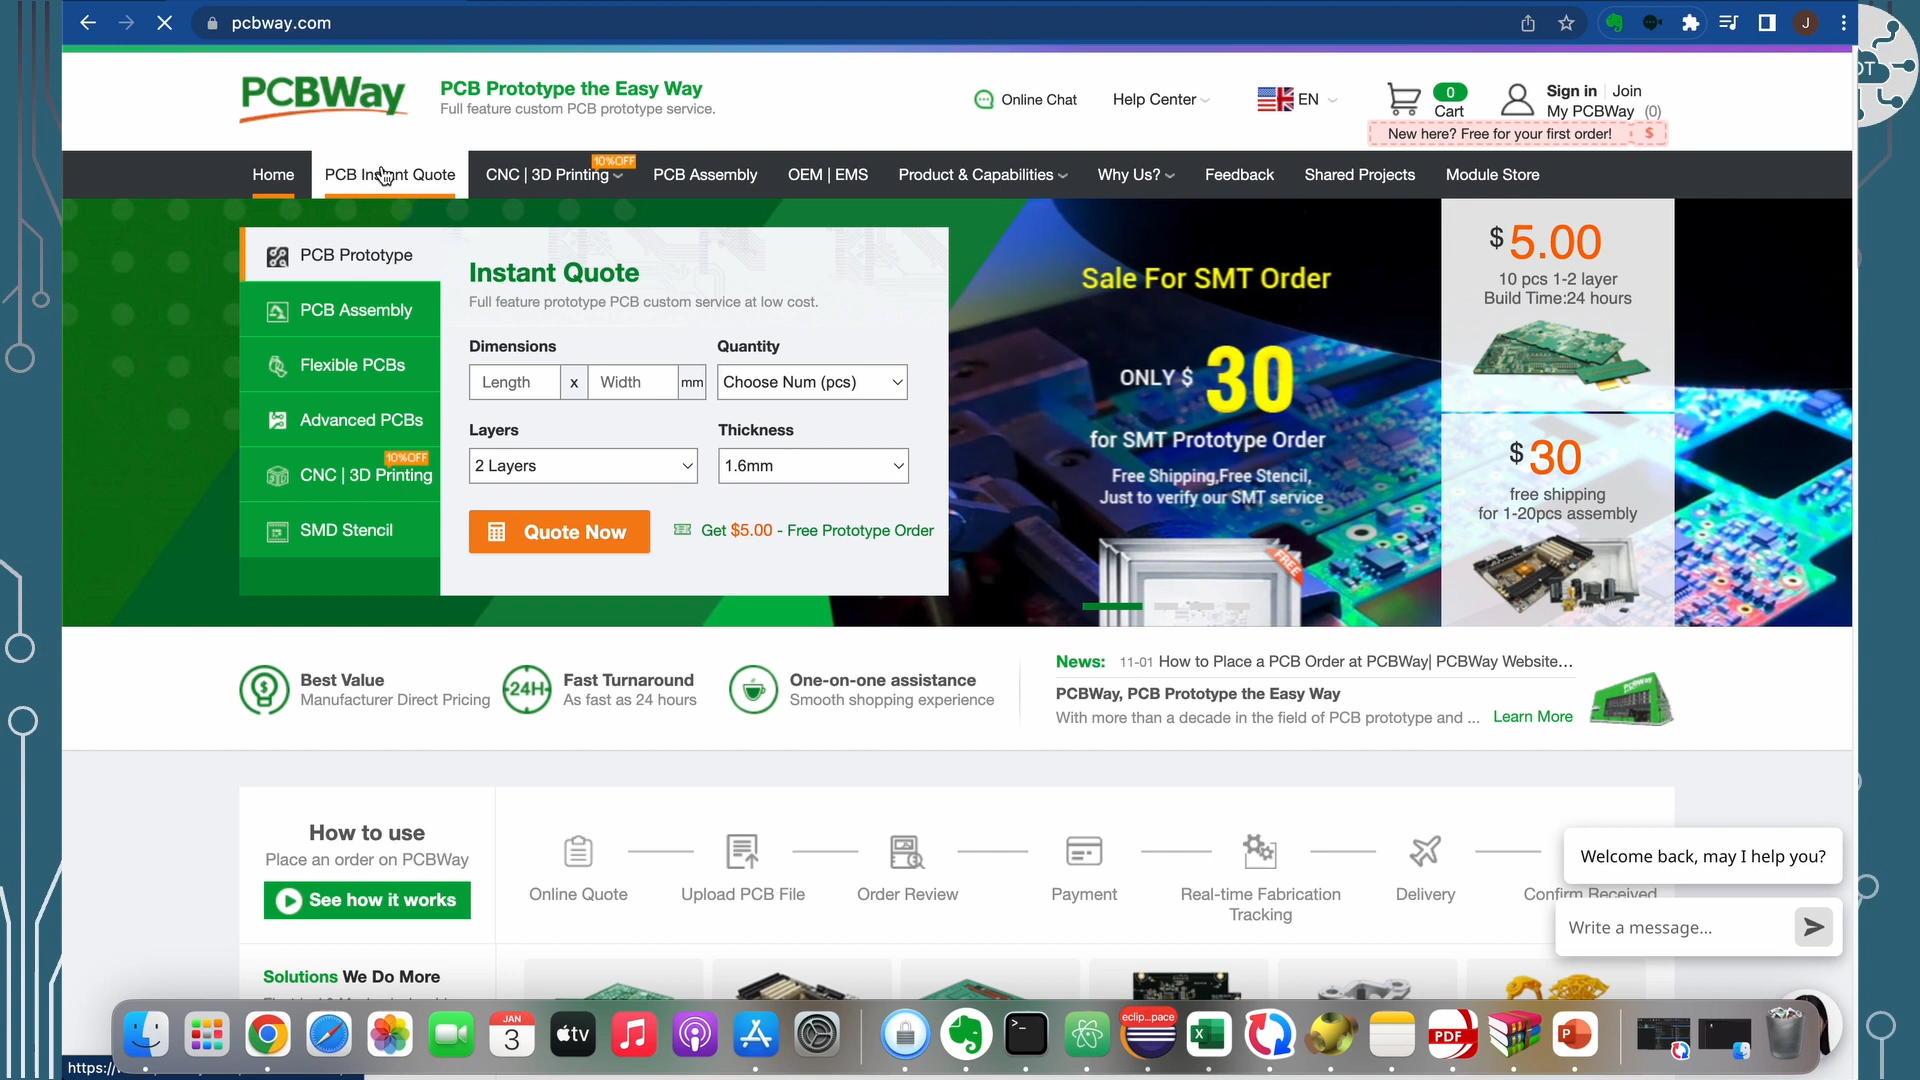 pcbway.com
J
DT
PCBWay
PCB Prototype the Easy Way
Full feature custom PCB prototype service.
Online Chat
Help Center
EN
0
Cart
Sign in | Join
My PCBWay (0)
New here? Free for your first order! $
Home
PCB Instant Quote
CNC | 3D Printing
10%OFF
PCB Assembly
OEM | EMS
Product & Capabilities
Why Us?
Feedback
Shared Projects
Module Store
PCB Prototype
PCB Assembly
Flexible PCBs
Advanced PCBs
10%OFF
CNC | 3D Printing
SMD Stencil
Instant Quote
Full feature prototype PCB custom service at low cost.
Dimensions
Quantity
Length x Width mm
Choose Num (pcs)
Layers
Thickness
2 Layers
1.6mm
Quote Now
Get $5.00 - Free Prototype Order
Sale For SMT Order
ONLY $ 30
for SMT Prototype Order
Free Shipping,Free Stencil,
Just to verify our SMT service
FREE
$5.00
10 pcs 1-2 layer
Build Time:24 hours
$30
free shipping
for 1-20pcs assembly
Best Value
Manufacturer Direct Pricing
24H
Fast Turnaround
As fast as 24 hours
One-on-one assistance
Smooth shopping experience
News: 11-01 How to Place a PCB Order at PCBWay| PCBWay Website...
PCBWay, PCB Prototype the Easy Way
With more than a decade in the field of PCB prototype and ... Learn More
PCBWay
How to use
Place an order on PCBWay
See how it works
Online Quote
Upload PCB File
Order Review
Payment
Real-time Fabrication
Tracking
Delivery
Confirm Received
Welcome back, may I help you?
Write a message...
Solutions We Do More
JAN
3
tv
eclip...pace
PDF
https://